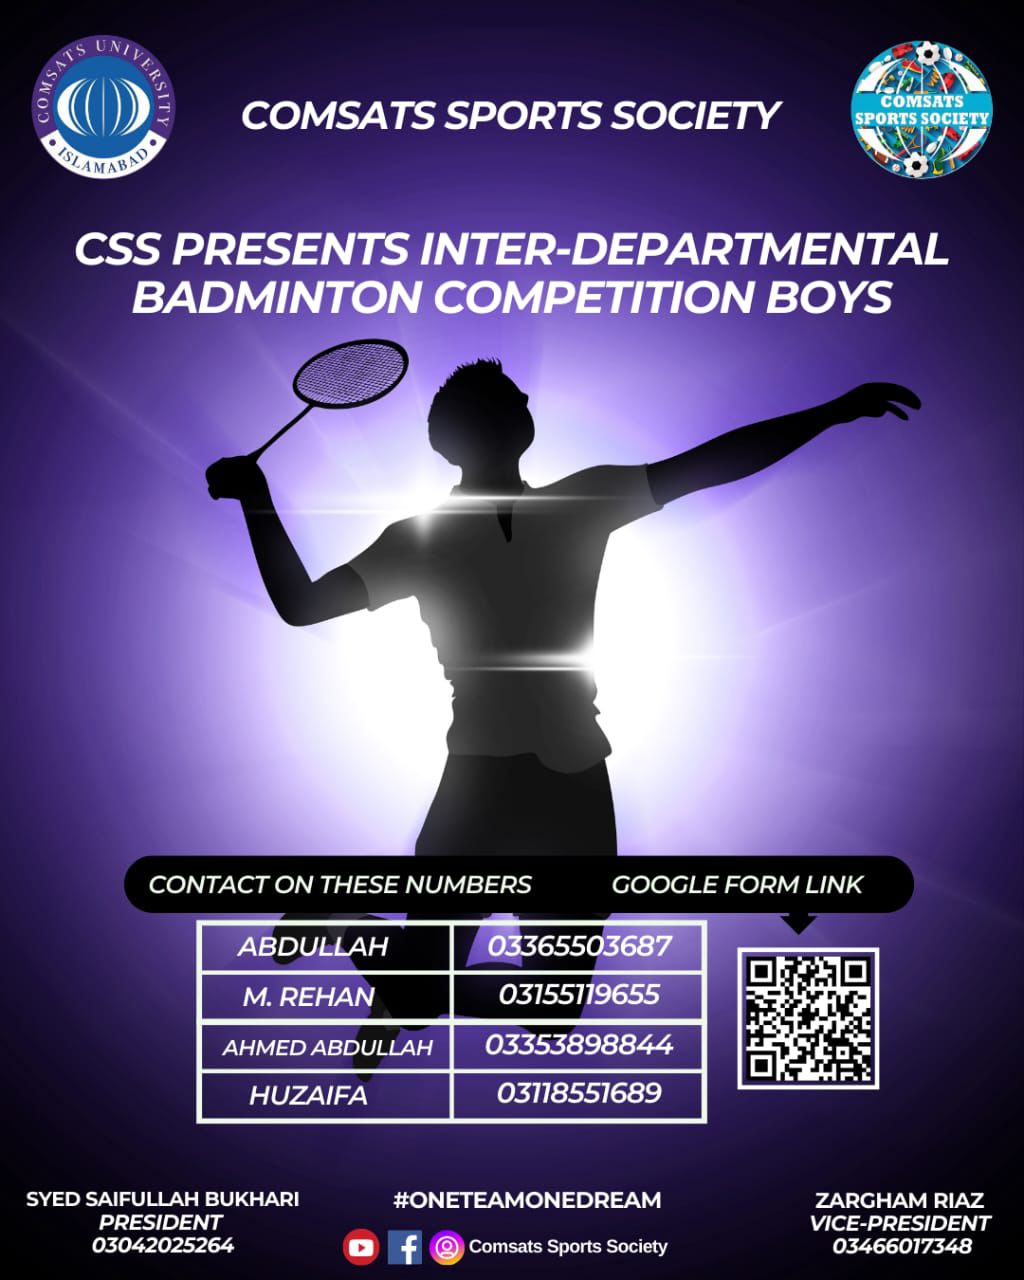 COMSATS UNIVERSITY
ISLAMABAD
COMSATS SPORTS SOCIETY
COMSATS
SPORTS SOCIETY
CSS PRESENTS INTER-DEPARTMENTAL
BADMINTON COMPETITION BOYS
CONTACT ON THESE NUMBERS
GOOGLE FORM LINK
ABDULLAH 03365503687
M. REHAN 03155119655
AHMED ABDULLAH 03353898844
HUZAIFA 03118551689
SYED SAIFULLAH BUKHARI
PRESIDENT
03042025264
#ONETEAMONEDREAM
Comsats Sports Society
ZARGHAM RIAZ
VICE-PRESIDENT
03466017348